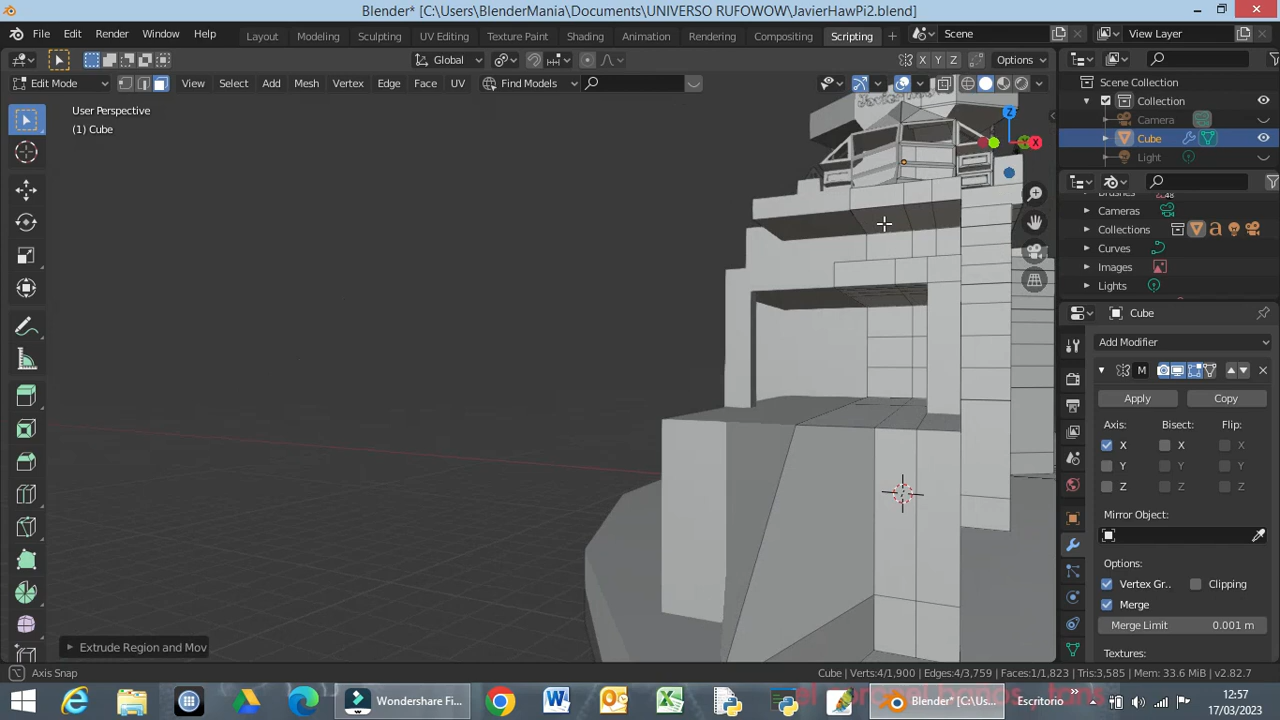 Blender* [C:\Users\BlenderMania\Documents\UNIVERSO RUFOWOW\JavierHawPi2.blend]
File Edit Render Window Help Layout Modeling Sculpting UV Editing Texture Paint Shading Animation Rendering Compositing Scripting + Scene View Layer
Global X Y Z Options
Edit Mode View Select Add Mesh Vertex Edge Face UV Find Models
User Perspective
(1) Cube
Z
X
Scene Collection
Collection
Camera
Cube
Light
Cameras
Collections
Curves
Images
Lights
Cube
Add Modifier
M
Apply Copy
Axis: Bisect: Flip:
X X X
Y Y Y
Z Z Z
Mirror Object:
Options:
Vertex Gr.. Clipping
Merge
Merge Limit 0.001 m
Textures:
Extrude Region and Mov
Axis Snap
Cube | Verts:4/1,900 | Edges:4/3,759 | Faces:1/1,823 | Tris:3,585 | Mem: 33.6 MiB | v2.82.7
Wondershare Fi...
Blender* [C:\Us...
Escritorio
12:57
17/03/2023